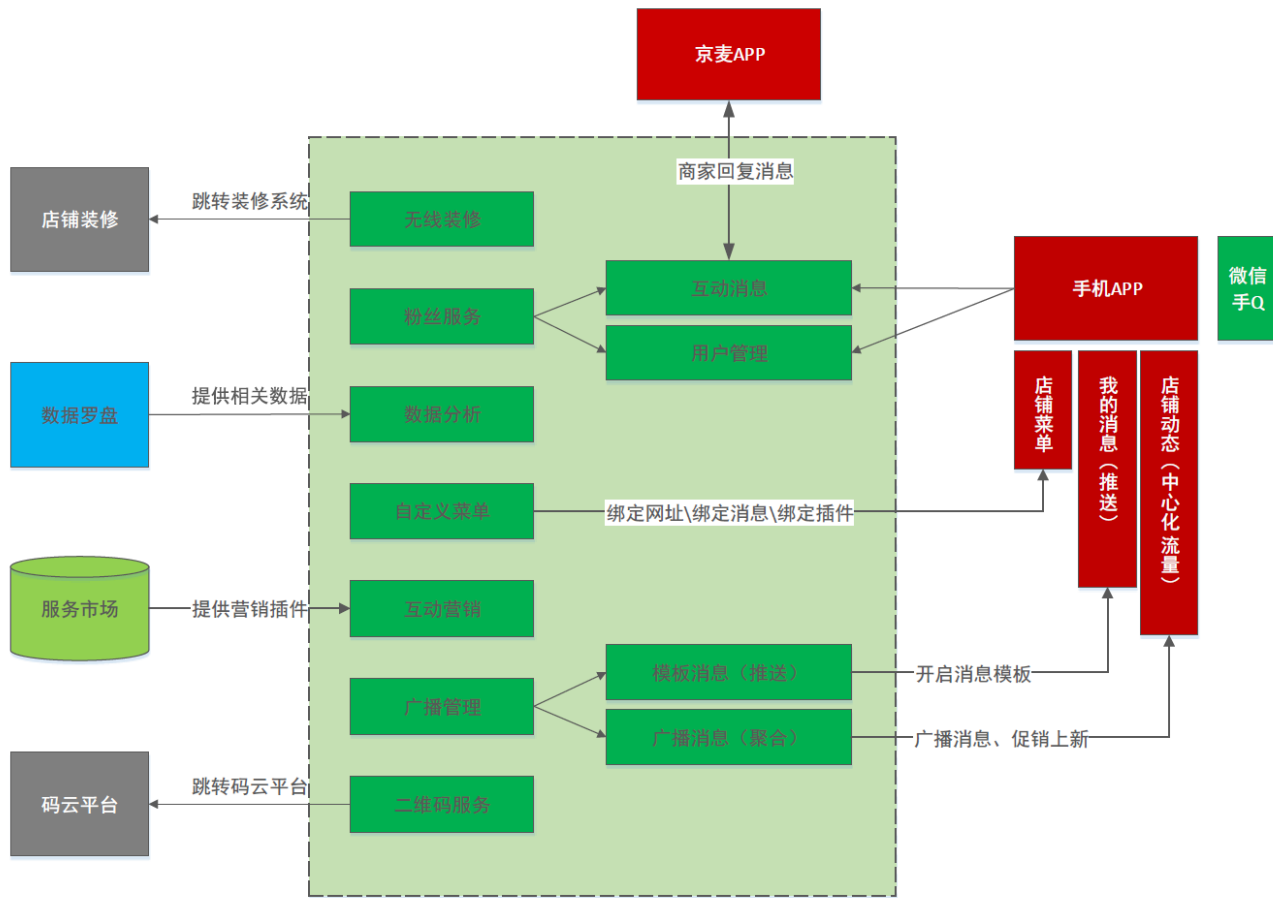 京麦APP
商家回复消息
店铺装修
跳转装修系统
无线装修
粉丝服务
互动消息
用户管理
手机APP
微信
手Q
数据罗盘
提供相关数据
数据分析
店铺菜单
我的消息（推送）
店铺动态（中心化流量）
自定义菜单
绑定网址\绑定消息\绑定插件
服务市场
提供营销插件
互动营销
广播管理
模板消息（推送）
开启消息模板
广播消息（聚合）
广播消息、促销上新
码云平台
跳转码云平台
二维码服务